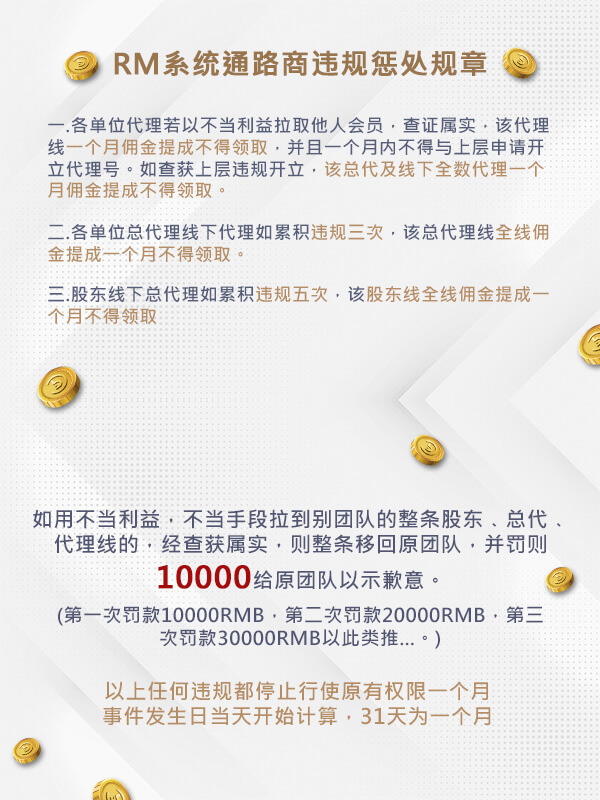 RM系统通路商违规惩处规章
一.各单位代理若以不当利益拉取他人会员，查证属实，该代理
线一个月佣金提成不得领取，并且一个月内不得与上层申请开
立代理号。如查获上层违规开立，该总代及线下全数代理一个
月佣金提成不得领取。
二.各单位总代理线下代理如累积违规三次，该总代理线全线佣
金提成一个月不得领取。
三.股东线下总代理如累积违规五次，该股东线全线佣金提成一
个月不得领取
如用不当利益，不当手段拉到别团队的整条股东、总代、
代理线的，经查获属实，则整条移回原团队，并罚则
10000给原团队以示歉意。
(第一次罚款10000RMB，第二次罚款20000RMB，第三
次罚款30000RMB以此类推...。)
以上任何违规都停止行使原有权限一个月
事件发生日当天开始计算，31天为一个月